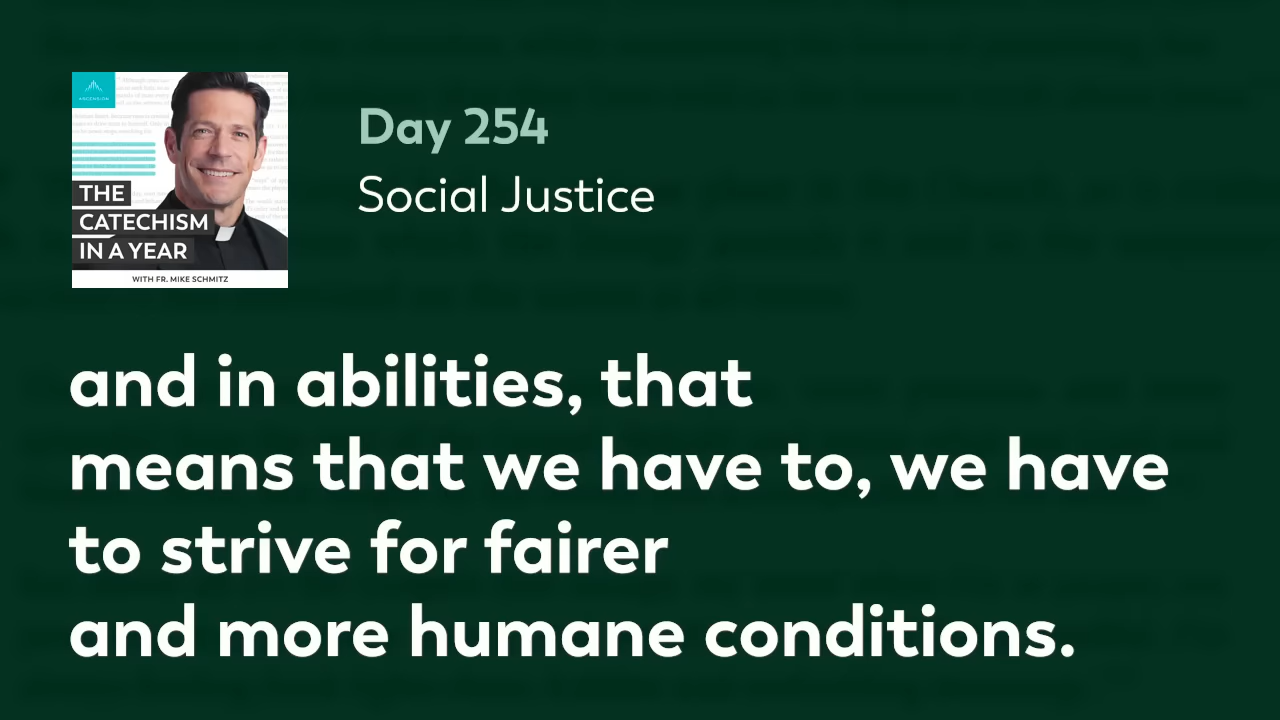 ASCENSION
THE
CATECHISM
IN A YEAR
WITH FR. MIKE SCHMITZ
Day 254
Social Justice
and in abilities, that
means that we have to, we have
to strive for fairer
and more humane conditions.